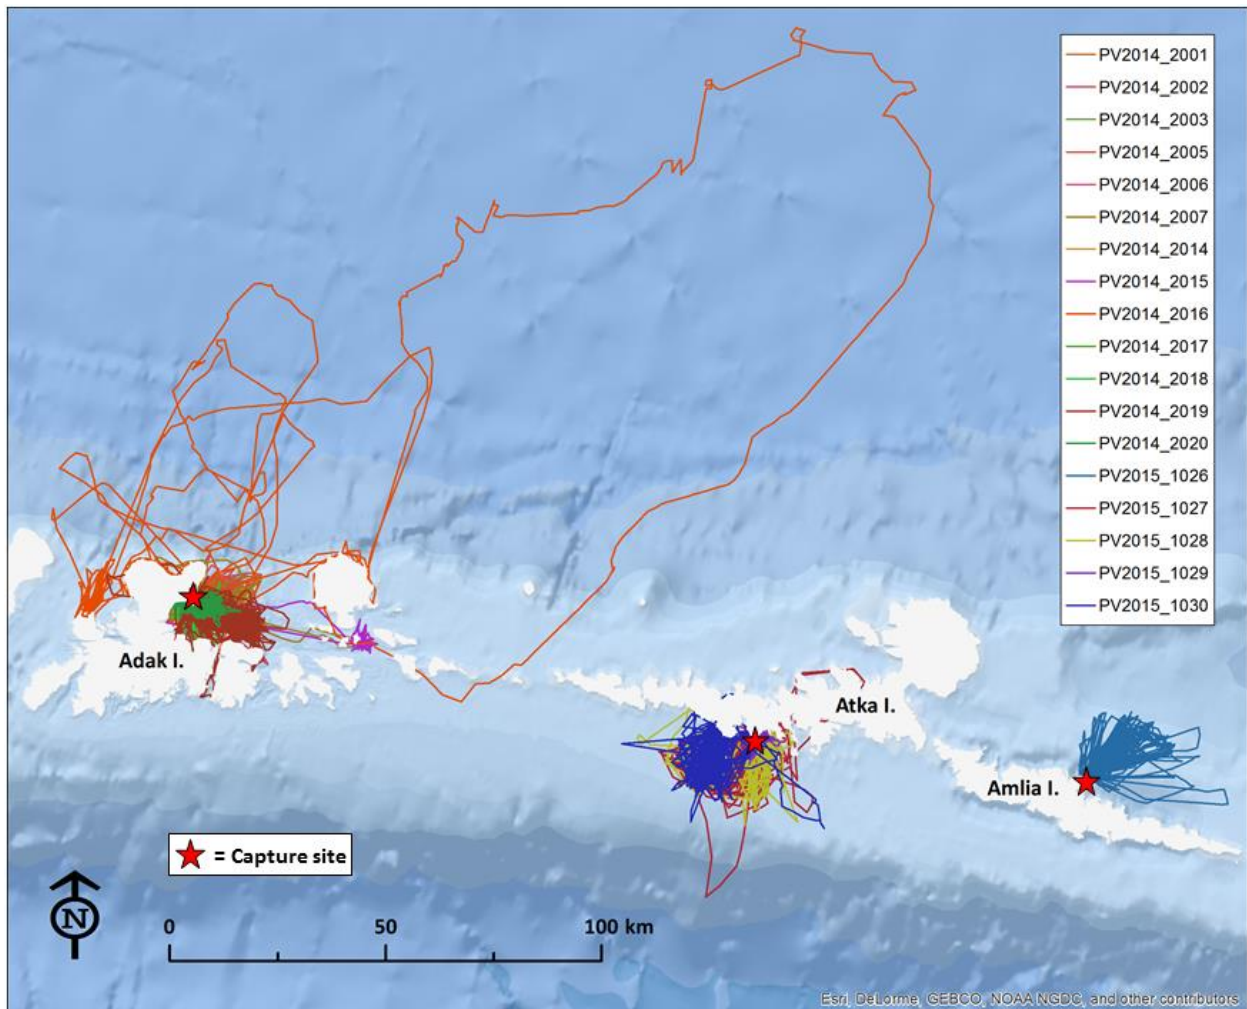 PV2014_2001
PV2014_2002
PV2014_2003
PV2014_2005
PV2014_2006
PV2014_2007
PV2014_2014
PV2014_2015
PV2014_2016
PV2014_2017
PV2014_2018
PV2014_2019
PV2014_2020
PV2015_1026
PV2015_1027
PV2015_1028
PV2015_1029
PV2015_1030
Adak I.
Atka I.
Amlia I.
= Capture site
N
0 50 100 km
Esri, DeLorme, GEBCO, NOAA NGDC, and other contributors